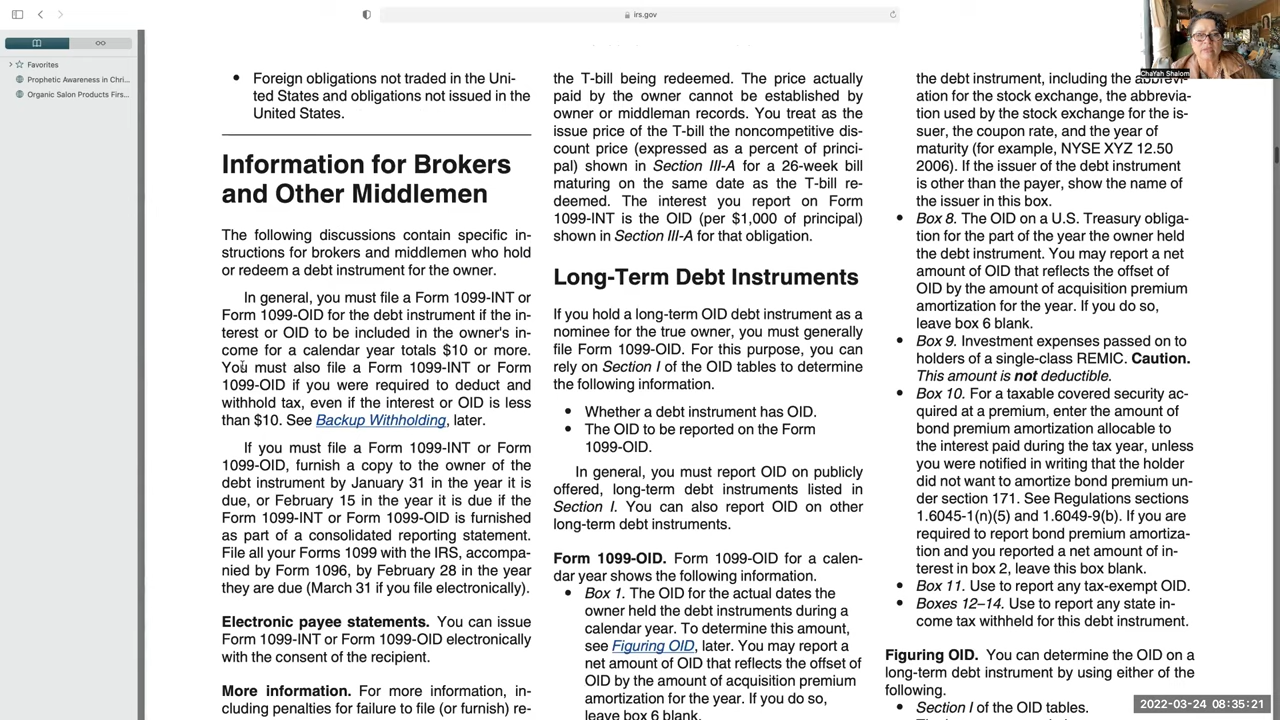 irs.gov
Favorites
Prophetic Awareness in Chri...
Organic Salon Products Firs...
ChaYah Shalom
• Foreign obligations not traded in the Uni-
ted States and obligations not issued in the
United States.
Information for Brokers
and Other Middlemen
The following discussions contain specific in-
structions for brokers and middlemen who hold
or redeem a debt instrument for the owner.
In general, you must file a Form 1099-INT or
Form 1099-OID for the debt instrument if the in-
terest or OID to be included in the owner's in-
come for a calendar year totals $10 or more.
You must also file a Form 1099-INT or Form
1099-OID if you were required to deduct and
withhold tax, even if the interest or OID is less
than $10. See Backup Withholding, later.
If you must file a Form 1099-INT or Form
1099-OID, furnish a copy to the owner of the
debt instrument by January 31 in the year it is
due, or February 15 in the year it is due if the
Form 1099-INT or Form 1099-OID is furnished
as part of a consolidated reporting statement.
File all your Forms 1099 with the IRS, accompa-
nied by Form 1096, by February 28 in the year
they are due (March 31 if you file electronically).
Electronic payee statements. You can issue
Form 1099-INT or Form 1099-OID electronically
with the consent of the recipient.
More information. For more information, in-
cluding penalties for failure to file (or furnish) re-
the T-bill being redeemed. The price actually
paid by the owner cannot be established by
owner or middleman records. You treat as the
issue price of the T-bill the noncompetitive dis-
count price (expressed as a percent of princi-
pal) shown in Section III-A for a 26-week bill
maturing on the same date as the T-bill re-
deemed. The interest you report on Form
1099-INT is the OID (per $1,000 of principal)
shown in Section III-A for that obligation.
Long-Term Debt Instruments
If you hold a long-term OID debt instrument as a
nominee for the true owner, you must generally
file Form 1099-OID. For this purpose, you can
rely on Section I of the OID tables to determine
the following information.
• Whether a debt instrument has OID.
• The OID to be reported on the Form
1099-OID.
In general, you must report OID on publicly
offered, long-term debt instruments listed in
Section I. You can also report OID on other
long-term debt instruments.
Form 1099-OID. Form 1099-OID for a calen-
dar year shows the following information.
• Box 1. The OID for the actual dates the
owner held the debt instruments during a
calendar year. To determine this amount,
see Figuring OID, later. You may report a
net amount of OID that reflects the offset of
OID by the amount of acquisition premium
amortization for the year. If you do so,
leave box 6 blank.
the debt instrument, including the abbrevi-
ation for the stock exchange, the abbrevia-
tion used by the stock exchange for the is-
suer, the coupon rate, and the year of
maturity (for example, NYSE XYZ 12.50
2006). If the issuer of the debt instrument
is other than the payer, show the name of
the issuer in this box.
• Box 8. The OID on a U.S. Treasury obliga-
tion for the part of the year the owner held
the debt instrument. You may report a net
amount of OID that reflects the offset of
OID by the amount of acquisition premium
amortization for the year. If you do so,
leave box 6 blank.
• Box 9. Investment expenses passed on to
holders of a single-class REMIC. Caution.
This amount is not deductible.
• Box 10. For a taxable covered security ac-
quired at a premium, enter the amount of
bond premium amortization allocable to
the interest paid during the tax year, unless
you were notified in writing that the holder
did not want to amortize bond premium un-
der section 171. See Regulations sections
1.6045-1(n)(5) and 1.6049-9(b). If you are
required to report bond premium amortiza-
tion and you reported a net amount of in-
terest in box 2, leave this box blank.
• Box 11. Use to report any tax-exempt OID.
• Boxes 12–14. Use to report any state in-
come tax withheld for this debt instrument.
Figuring OID. You can determine the OID on a
long-term debt instrument by using either of the
following.
• Section I of the OID tables.
2022-03-24 08:35:21